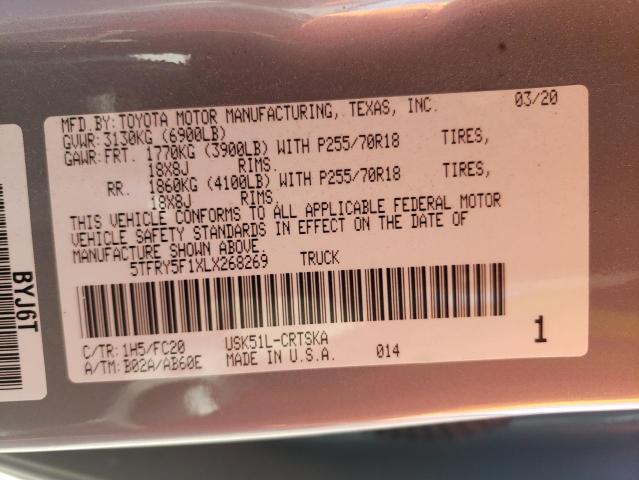 MFD.BY:TOYOTA MOTOR MANUFACTURING, TEXAS, INC. 03/20
GVWR:3130KG (6900LB)
GAWR:FRT. 1770KG (3900LB) WITH P255/70R18 TIRES,
18X8J RIMS.
RR. 1860KG (4100LB) WITH P255/70R18 TIRES,
18X8J RIMS.
THIS VEHICLE CONFORMS TO ALL APPLICABLE FEDERAL MOTOR
VEHICLE SAFETY STANDARDS IN EFFECT ON THE DATE OF
MANUFACTURE SHOWN ABOVE.
5TFRY5F1XLX268269 TRUCK
C/TR:1H5/FC20 USK51L-CRTSKA
A/TM:B02A/AB60E MADE IN U.S.A. 014
1
BYJ6T